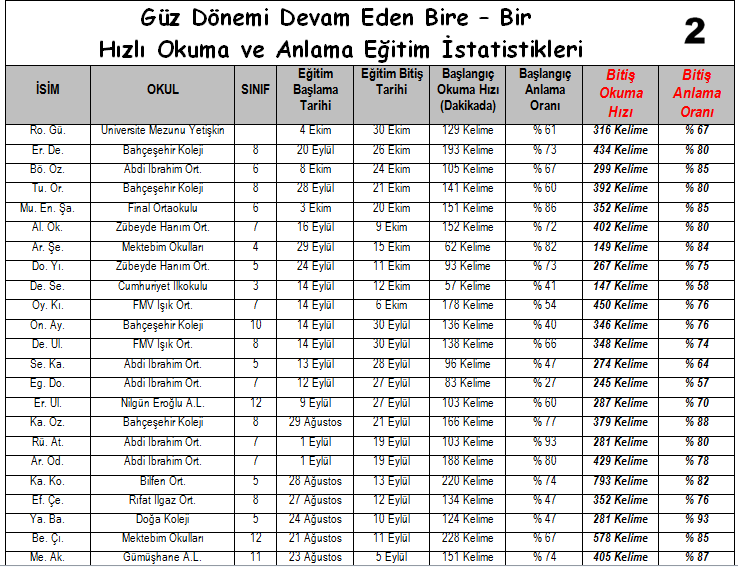 Güz Dönemi Devam Eden Bire – Bir
Hızlı Okuma ve Anlama Eğitim İstatistikleri
2
İSİM OKUL SINIF Eğitim Başlama Tarihi Eğitim Bitiş Tarihi Başlangıç Okuma Hızı (Dakikada) Başlangıç Anlama Oranı Bitiş Okuma Hızı Bitiş Anlama Oranı
Ro. Gü. Üniversite Mezunu Yetişkin 4 Ekim 30 Ekim 129 Kelime % 61 316 Kelime % 67
Er. De. Bahçeşehir Koleji 8 20 Eylül 26 Ekim 193 Kelime % 73 434 Kelime % 80
Bö. Öz. Abdi İbrahim Ort. 6 8 Ekim 24 Ekim 105 Kelime % 67 299 Kelime % 85
Tu. Ör. Bahçeşehir Koleji 8 28 Eylül 21 Ekim 141 Kelime % 60 392 Kelime % 80
Mu. En. Şa. Final Ortaokulu 6 3 Ekim 20 Ekim 151 Kelime % 86 352 Kelime % 85
Al. Ok. Zübeyde Hanım Ort. 7 16 Eylül 9 Ekim 152 Kelime % 72 402 Kelime % 80
Ar. Şe. Mektebim Okulları 4 29 Eylül 15 Ekim 62 Kelime % 82 149 Kelime % 84
Do. Yı. Zübeyde Hanım Ort. 5 24 Eylül 11 Ekim 93 Kelime % 73 267 Kelime % 75
De. Se. Cumhuriyet İlkokulu 3 14 Eylül 12 Ekim 57 Kelime % 41 147 Kelime % 58
Oy. Kı. FMV Işık Ort. 7 14 Eylül 6 Ekim 178 Kelime % 54 450 Kelime % 76
On. Ay. Bahçeşehir Koleji 10 14 Eylül 30 Eylül 136 Kelime % 40 346 Kelime % 76
De. Ül. FMV Işık Ort. 8 14 Eylül 30 Eylül 138 Kelime % 66 348 Kelime % 74
Se. Ka. Abdi İbrahim Ort. 5 13 Eylül 28 Eylül 96 Kelime % 47 274 Kelime % 64
Eg. Do. Abdi İbrahim Ort. 7 12 Eylül 27 Eylül 83 Kelime % 27 245 Kelime % 57
Er. Ul. Nilgün Eroğlu A.L. 12 9 Eylül 27 Eylül 103 Kelime % 60 287 Kelime % 70
Ka. Öz. Bahçeşehir Koleji 8 29 Ağustos 21 Eylül 166 Kelime % 77 379 Kelime % 88
Rü. At. Abdi İbrahim Ort. 7 1 Eylül 19 Eylül 103 Kelime % 93 281 Kelime % 80
Ar. Od. Abdi İbrahim Ort. 7 1 Eylül 19 Eylül 188 Kelime % 80 429 Kelime % 78
Ka. Ko. Bilfen Ort. 5 28 Ağustos 13 Eylül 220 Kelime % 74 793 Kelime % 82
Ef. Çe. Rıfat Ilgaz Ort. 8 27 Ağustos 12 Eylül 134 Kelime % 47 352 Kelime % 76
Ya. Ba. Doğa Koleji 5 24 Ağustos 10 Eylül 124 Kelime % 47 281 Kelime % 93
Be. Çı. Mektebim Okulları 12 21 Ağustos 11 Eylül 228 Kelime % 67 578 Kelime % 85
Me. Ak. Gümüşhane A.L. 11 23 Ağustos 5 Eylül 151 Kelime % 74 405 Kelime % 87